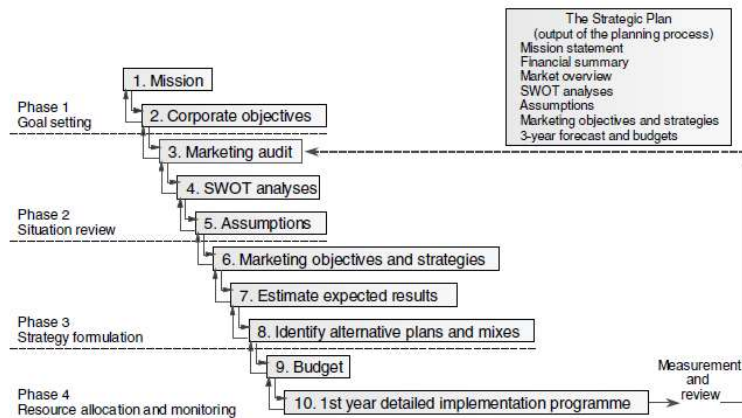 The Strategic Plan
(output of the planning process)
Mission statement
Financial summary
Market overview
SWOT analyses
Assumptions
Marketing objectives and strategies
3-year forecast and budgets
1. Mission
Phase 1
Goal setting
2. Corporate objectives
3. Marketing audit
4. SWOT analyses
Phase 2
Situation review
5. Assumptions
6. Marketing objectives and strategies
7. Estimate expected results
Phase 3
Strategy formulation
8. Identify alternative plans and mixes
9. Budget
Measurement
and
review
Phase 4
Resource allocation and monitoring
10. 1st year detailed implementation programme